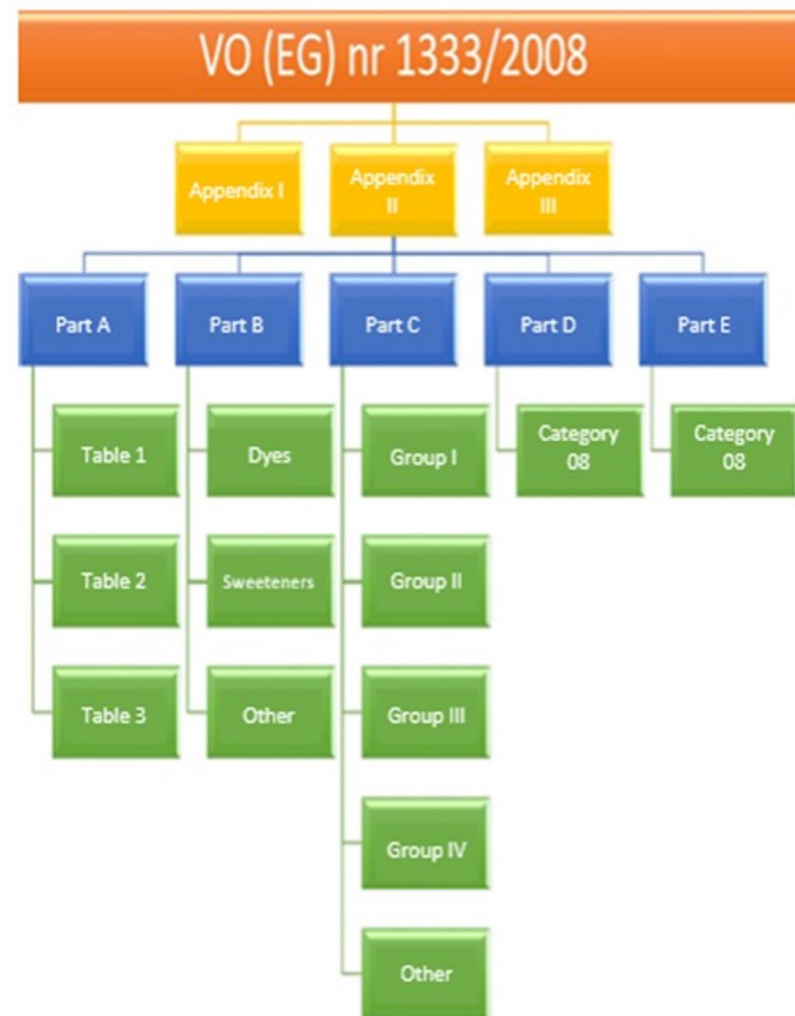 VO (EG) nr 1333/2008
Appendix I
Appendix
II
Appendix
III
Part A
Part B
Part C
Part D
Part E
Table 1
Dyes
Group I
Category
08
Category
08
Table 2
Sweeteners
Group II
Table 3
Other
Group III
Group IV
Other